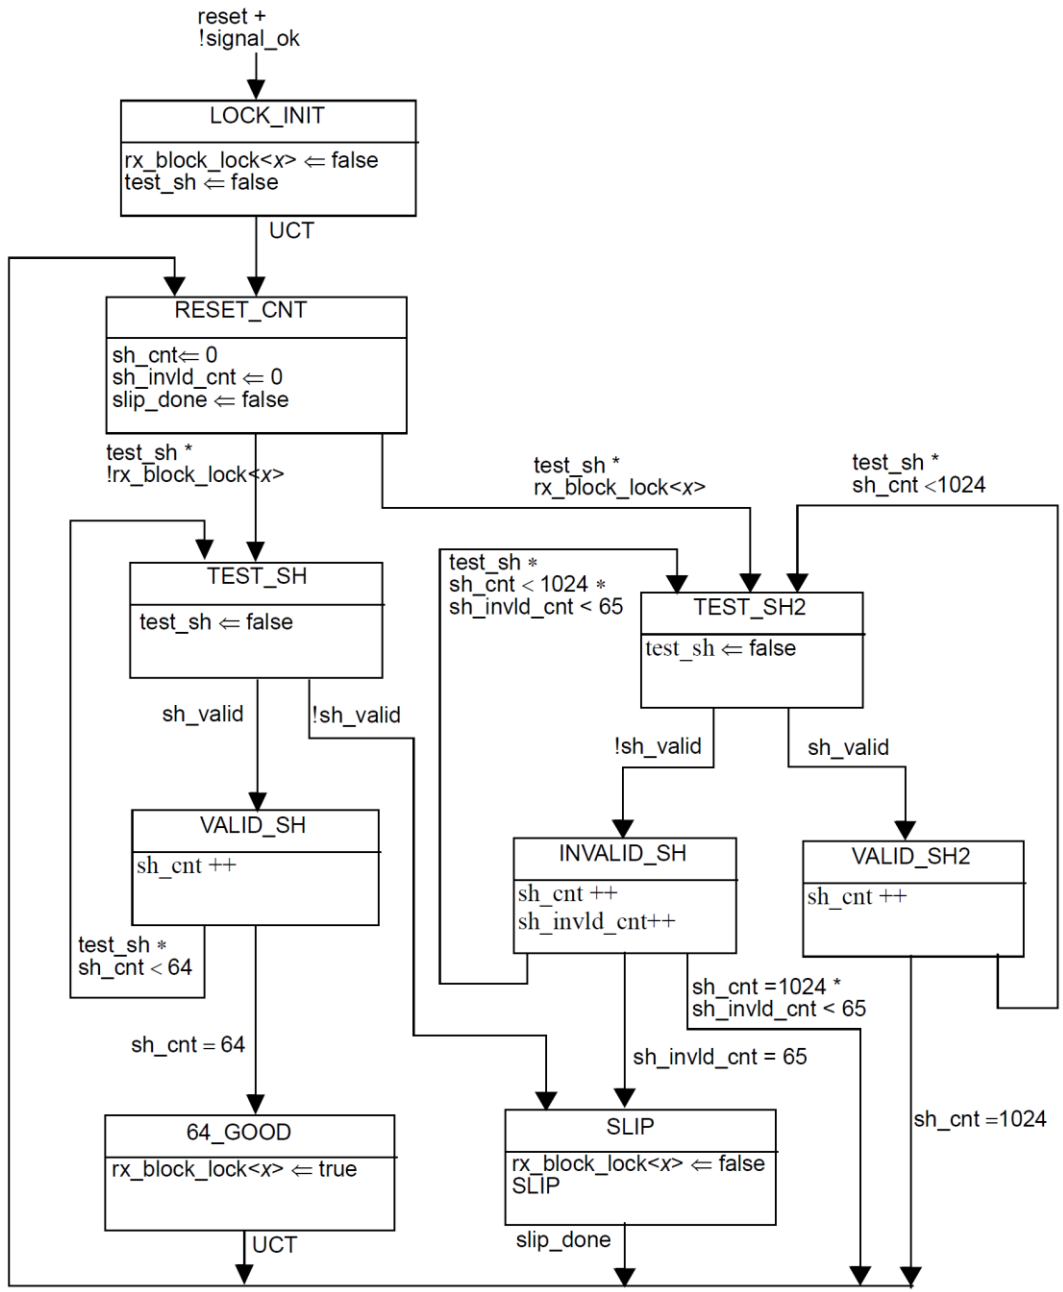 reset +
!signal_ok
LOCK_INIT
rx_block_lock<x> ⇐ false
test_sh ⇐ false
UCT
RESET_CNT
sh_cnt⇐ 0
sh_invld_cnt ⇐ 0
slip_done ⇐ false
test_sh *
!rx_block_lock<x>
test_sh *
rx_block_lock<x>
test_sh *
sh_cnt <1024
TEST_SH
test_sh ⇐ false
test_sh *
sh_cnt < 1024 *
sh_invld_cnt < 65
TEST_SH2
test_sh ⇐ false
sh_valid
!sh_valid
!sh_valid
sh_valid
VALID_SH
sh_cnt ++
INVALID_SH
sh_cnt ++
sh_invld_cnt++
VALID_SH2
sh_cnt ++
test_sh *
sh_cnt < 64
sh_cnt =1024 *
sh_invld_cnt < 65
sh_cnt = 64
sh_invld_cnt = 65
sh_cnt =1024
64_GOOD
rx_block_lock<x> ⇐ true
SLIP
rx_block_lock<x> ⇐ false
SLIP
UCT
slip_done